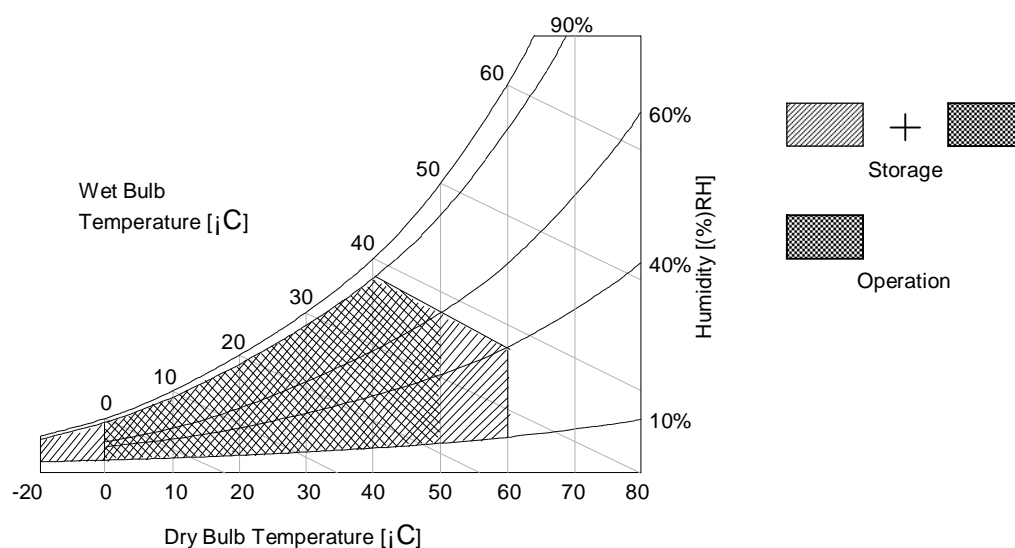 90%
60
60%
50
Wet Bulb
Temperature [¡C]
40
Humidity [(%)RH]
40%
30
20
10
0
10%
-20 0 10 20 30 40 50 60 70 80
Dry Bulb Temperature [¡C]
Storage
Operation